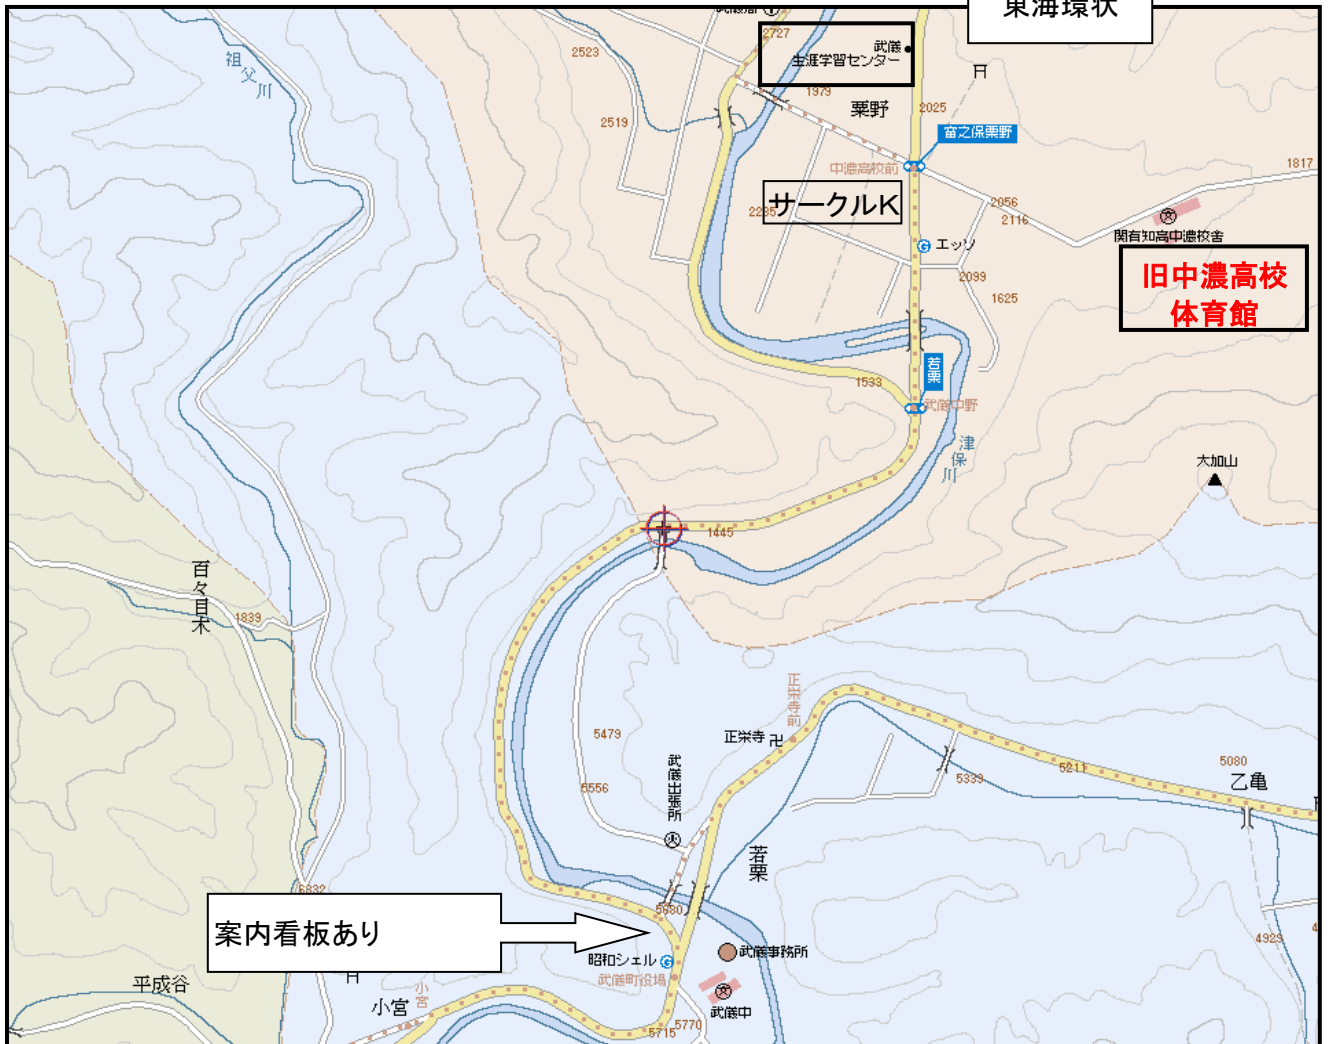 東海環状
2727
武儀
生涯学習センター
2523
祖父川
1979
粟野
2025
2519
富之保粟野
中濃高校前
1817
サークルK
2056
2116
関有知高中濃校舎
エッソ
2099
1625
旧中濃高校
体育館
若栗
1533
武儀中野
津保川
大加山
1445
百々目木
1839
正栄寺前
正栄寺
5479
武儀出張所
5556
5339
5211
5080
乙亀
若栗
6832
5680
案内看板あり
4929
武儀事務所
昭和シェル
武儀町役場
平成谷
小宮
小宮
武儀中
5770
5715